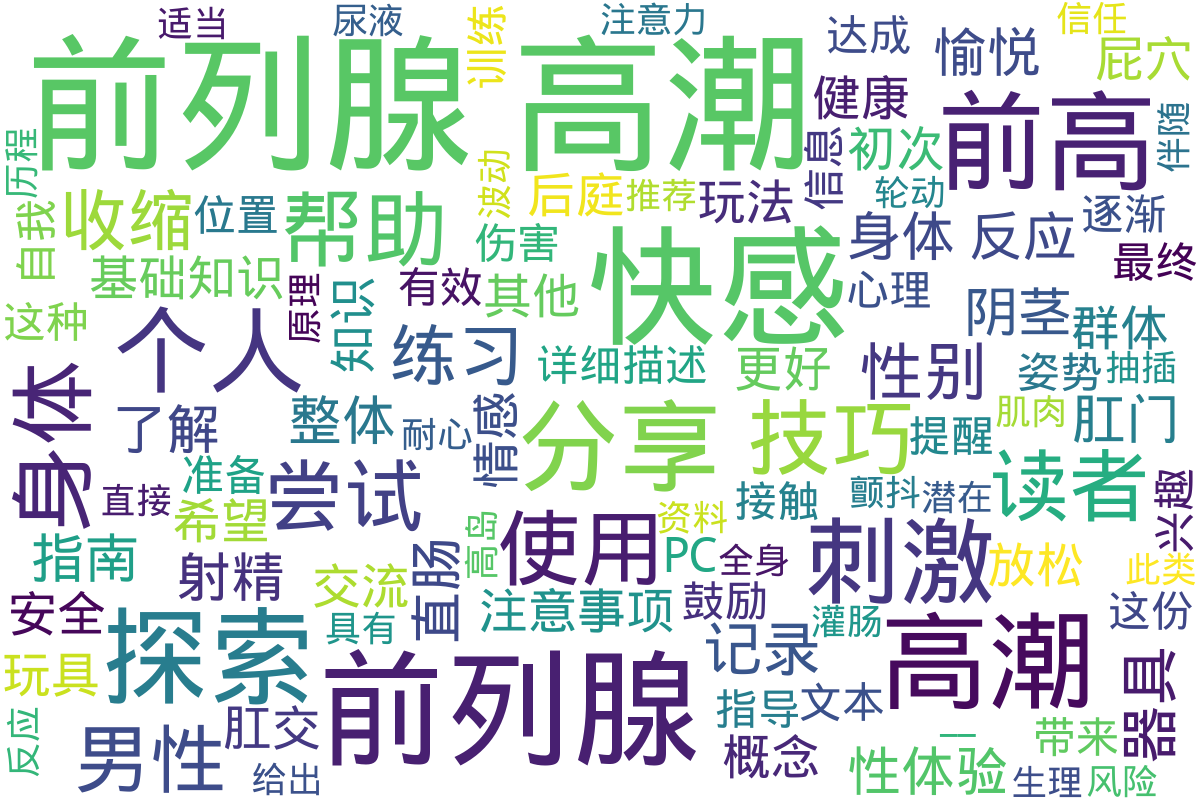 适当
尿液
训练
注意力
达成
愉悦
信任
屁穴
前列腺 高潮
健康
前高
伴随
历程
信息
初次
波动
后庭
推荐
玩法
轮动
自我
收缩
位置
帮助
伤害
快感
身体 反应
逐渐
最终
基础知识
原理
知识
有效
其他
心理
阴茎
群体
这种
个人
练习
详细描述
更好
性别
姿势
抽插
身体
了解
整体
耐心
情感
分享 技巧
肌肉
提醒
肛门
准备
尝试
直接
希望
接触
颤抖
潜在
读者
兴趣
指南
射精
交流
直肠
高岛
使用
资料
PC
全身
刺激
放松
此类
安全
探索
具有
注意事项
鼓励
记录
灌肠
高潮
这份
玩具
前列腺
指导
文本
器具
反应
男性
肛交
给出
概念
__
性体验
带来
生理
风险